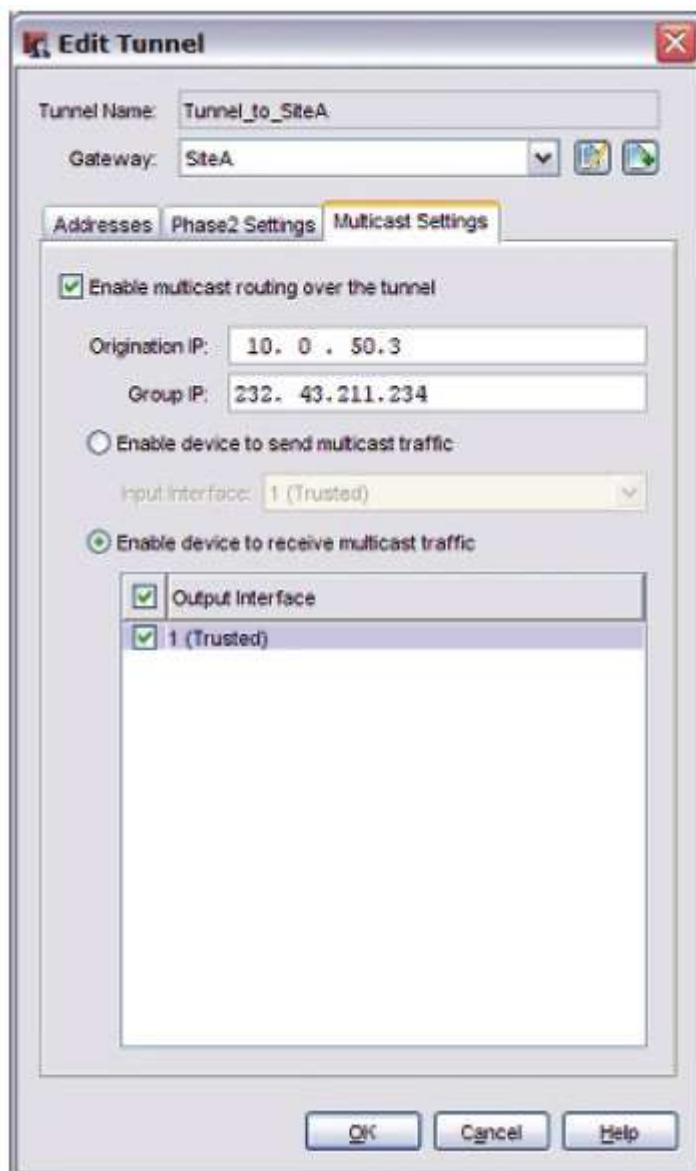 Edit Tunnel
Tunnel Name: Tunnel_to_SiteA
Gateway: SiteA
Addresses Phase2 Settings Multicast Settings
Enable multicast routing over the tunnel
Origination IP: 10. 0 . 50.3
Group IP: 232. 43.211.234
Enable device to send multicast traffic
Input Interface: 1 (Trusted)
Enable device to receive multicast traffic
Output Interface
1 (Trusted)
OK Cancel Help